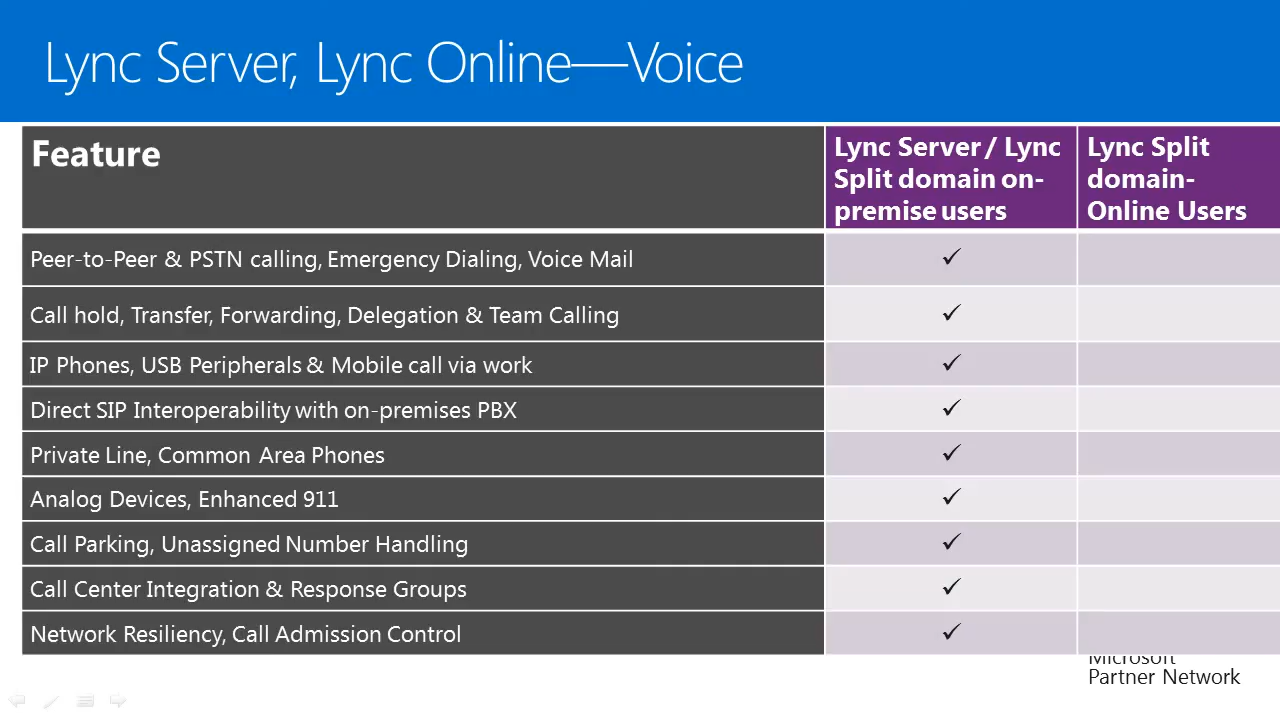 Lync Server, Lync Online—Voice
Feature
Lync Server / Lync
Split domain on-
premise users
Lync Split
domain-
Online Users
Peer-to-Peer & PSTN calling, Emergency Dialing, Voice Mail ✓
Call hold, Transfer, Forwarding, Delegation & Team Calling ✓
IP Phones, USB Peripherals & Mobile call via work ✓
Direct SIP Interoperability with on-premises PBX ✓
Private Line, Common Area Phones ✓
Analog Devices, Enhanced 911 ✓
Call Parking, Unassigned Number Handling ✓
Call Center Integration & Response Groups ✓
Network Resiliency, Call Admission Control ✓
Microsoft
Partner Network